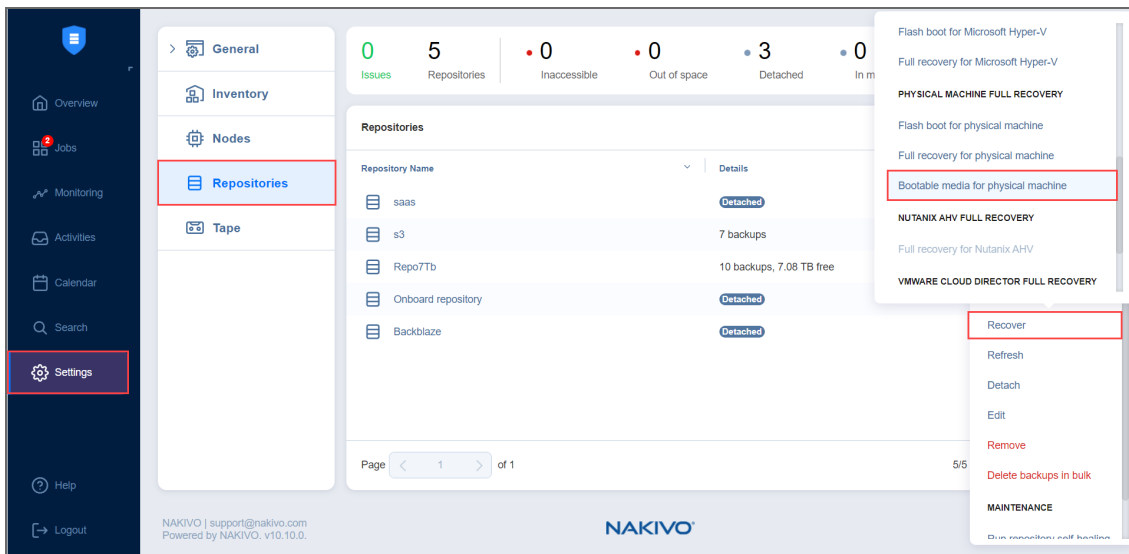 Overview
2
Jobs
Monitoring
Activities
Calendar
Search
Settings
Help
Logout
General
Inventory
Nodes
Repositories
Tape
0
Issues
5
Repositories
0
Inaccessible
0
Out of space
3
Detached
0
In m
Repositories
Repository Name
Details
saas
Detached
s3
7 backups
Repo7Tb
10 backups, 7.08 TB free
Onboard repository
Detached
Backblaze
Detached
Page
1
of 1
5/5
Flash boot for Microsoft Hyper-V
Full recovery for Microsoft Hyper-V
PHYSICAL MACHINE FULL RECOVERY
Flash boot for physical machine
Full recovery for physical machine
Bootable media for physical machine
NUTANIX AHV FULL RECOVERY
Full recovery for Nutanix AHV
VMWARE CLOUD DIRECTOR FULL RECOVERY
Recover
Refresh
Detach
Edit
Remove
Delete backups in bulk
MAINTENANCE
Run repository self-healing
NAKIVO | support@nakivo.com
Powered by NAKIVO. v10.10.0.
NAKIVO